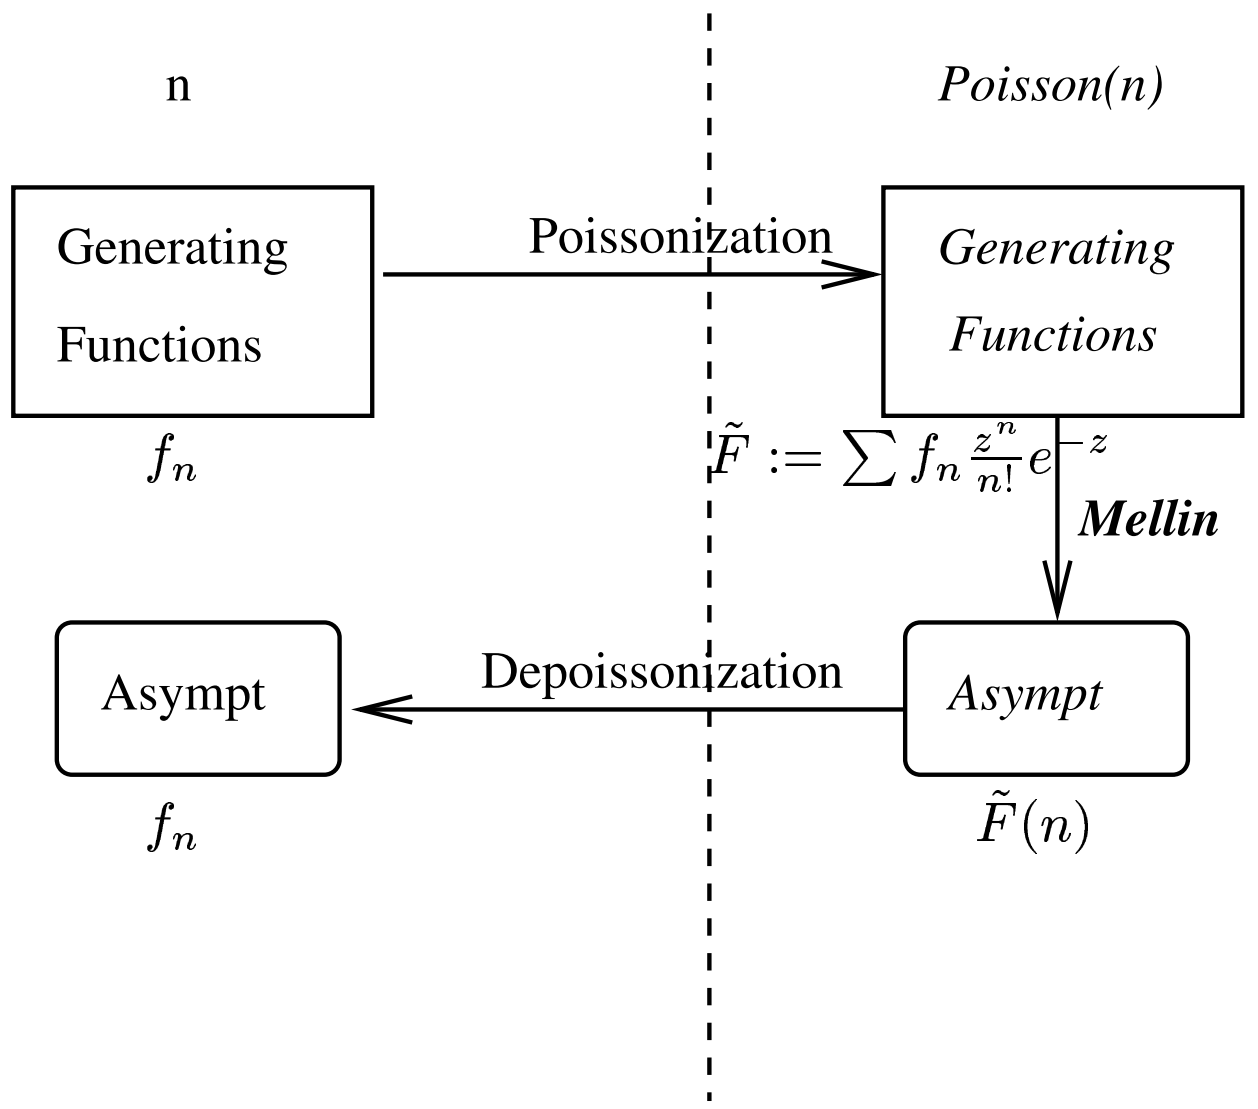 n
Poisson(n)
Generating
Functions
f_n
Poissonization
Generating
Functions
F̃ := ∑ f_n z^n/n! e^{-z}
Mellin
Asympt
f_n
Depoissonization
Asympt
F̃(n)